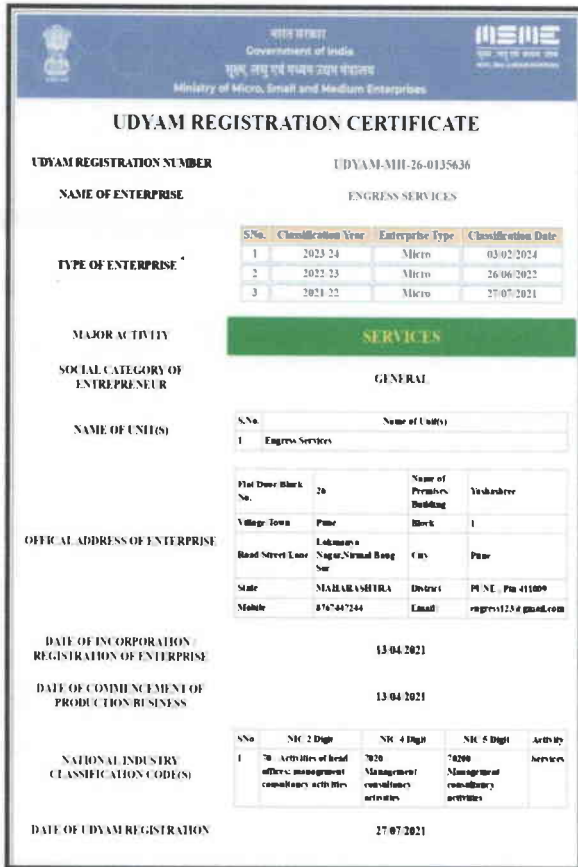 भारत सरकार
Government of India
सूक्ष्म, लघु एवं मध्यम उद्यम मंत्रालय
Ministry of Micro, Small and Medium Enterprises
MSME
UDYAM REGISTRATION CERTIFICATE
UDYAM REGISTRATION NUMBER UDYAM-MH-26-0135636
NAME OF ENTERPRISE ENGRESS SERVICES
TYPE OF ENTERPRISE *
S.No. Classification Year Enterprise Type Classification Date
1 2023-24 Micro 03/02/2024
2 2022-23 Micro 26/06/2022
3 2021-22 Micro 27/07/2021
MAJOR ACTIVITY SERVICES
SOCIAL CATEGORY OF ENTREPRENEUR GENERAL
NAME OF UNIT(S)
S.No. Name of Unit(s)
1 Engress Services
OFFICAL ADDRESS OF ENTERPRISE
Flat/Door/Block No. 26 Name of Premises/ Building Yashashree
Village/Town Pune Block 1
Road/Street/Lane Lokmanya Nagar,Nirmal Baug Sor City Pune
State MAHARASHTRA District PUNE , Pin 411009
Mobile 8767447244 Email: engress123@gmail.com
DATE OF INCORPORATION / REGISTRATION OF ENTERPRISE 13/04/2021
DATE OF COMMENCEMENT OF PRODUCTION/BUSINESS 13/04/2021
NATIONAL INDUSTRY CLASSIFICATION CODE(S)
SNo NIC 2 Digit NIC 4 Digit NIC 5 Digit Activity
1 70 - Activities of head offices; management consultancy activities 7020 - Management consultancy activities 70200 - Management consultancy activities Services
DATE OF UDYAM REGISTRATION 27/07/2021